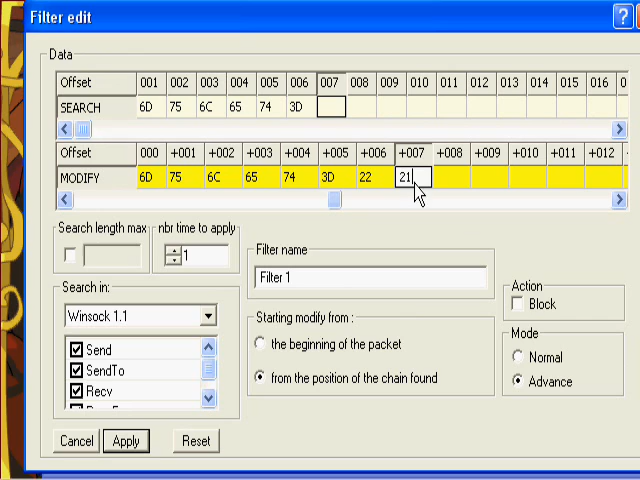 Filter edit ?
Data
Offset 001 002 003 004 005 006 007 008 009 010 011 012 013 014 015 016 0
SEARCH 6D 75 6C 65 74 3D
Offset 000 +001 +002 +003 +004 +005 +006 +007 +008 +009 +010 +011 +012
MODIFY 6D 75 6C 65 74 3D 22 21
Search length max nbr time to apply
1
Filter name
Filter 1
Search in:
Winsock 1.1
Send
SendTo
Recv
Starting modify from :
the beginning of the packet
from the position of the chain found
Action
Block
Mode
Normal
Advance
Cancel Apply Reset